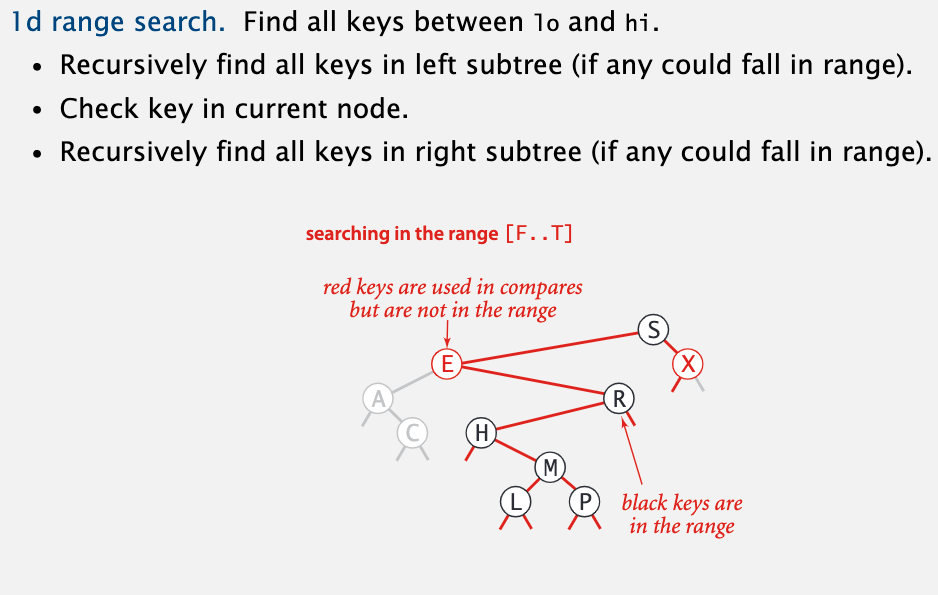 1d range search. Find all keys between lo and hi.
• Recursively find all keys in left subtree (if any could fall in range).
• Check key in current node.
• Recursively find all keys in right subtree (if any could fall in range).
searching in the range [F..T]
red keys are used in compares
but are not in the range
S
E
X
A
R
C
H
M
L
P
black keys are
in the range